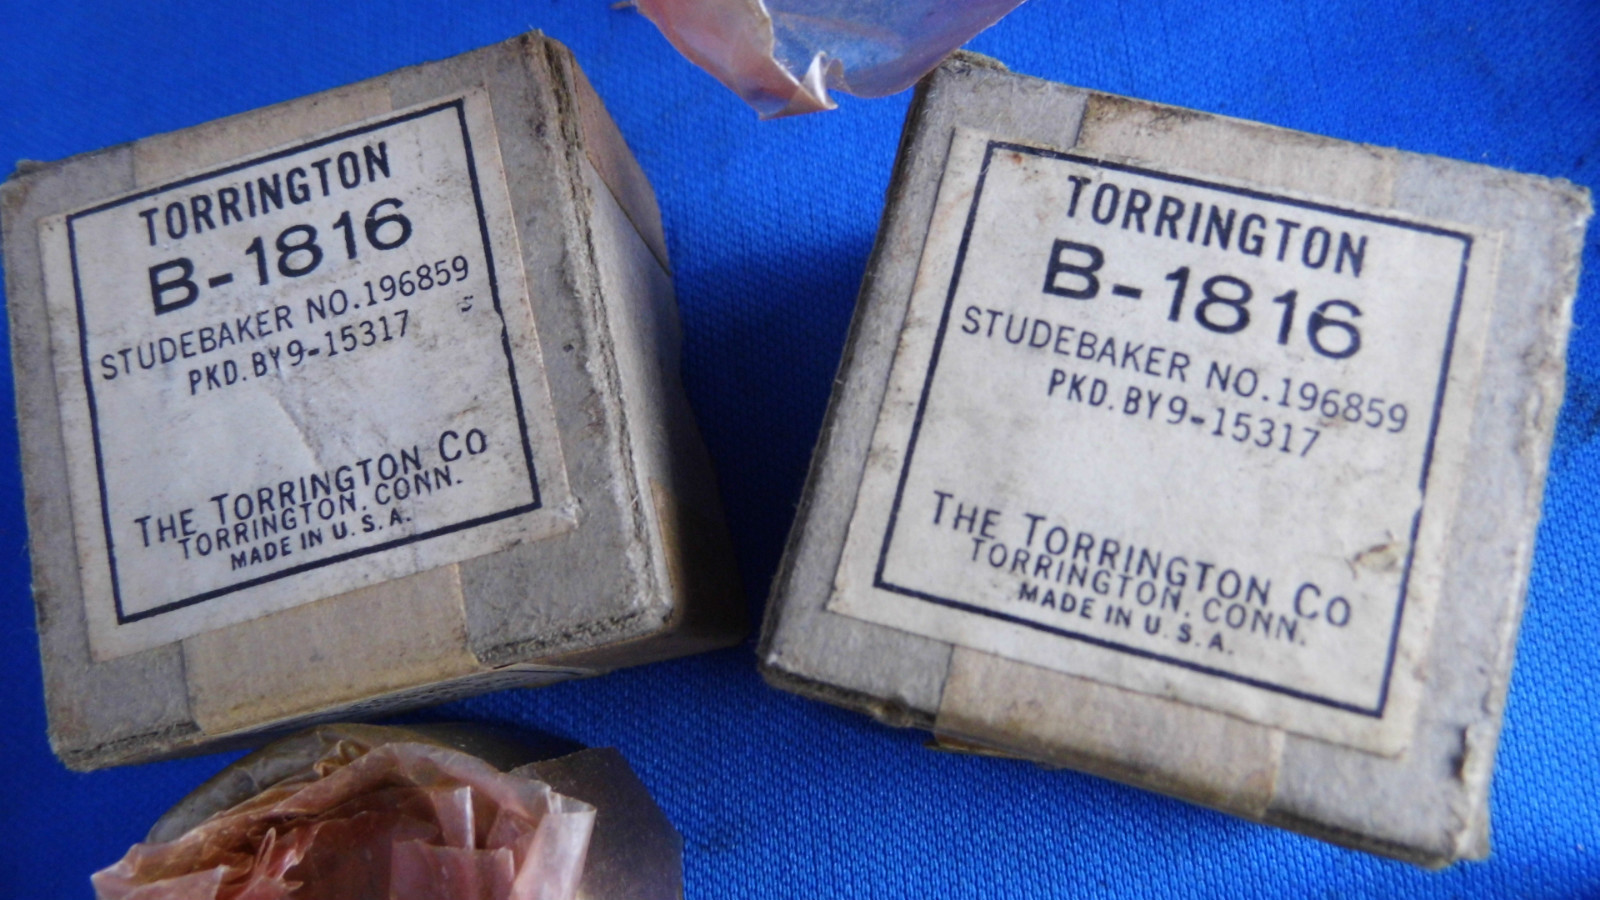 TORRINGTON
B-1816
STUDEBAKER NO.196859
PKD.BY9-15317
THE TORRINGTON CO
TORRINGTON, CONN.
MADE IN U.S.A.
TORRINGTON
B-1816
STUDEBAKER NO.196859
PKD.BY9-15317
THE TORRINGTON CO
TORRINGTON, CONN.
MADE IN U.S.A.